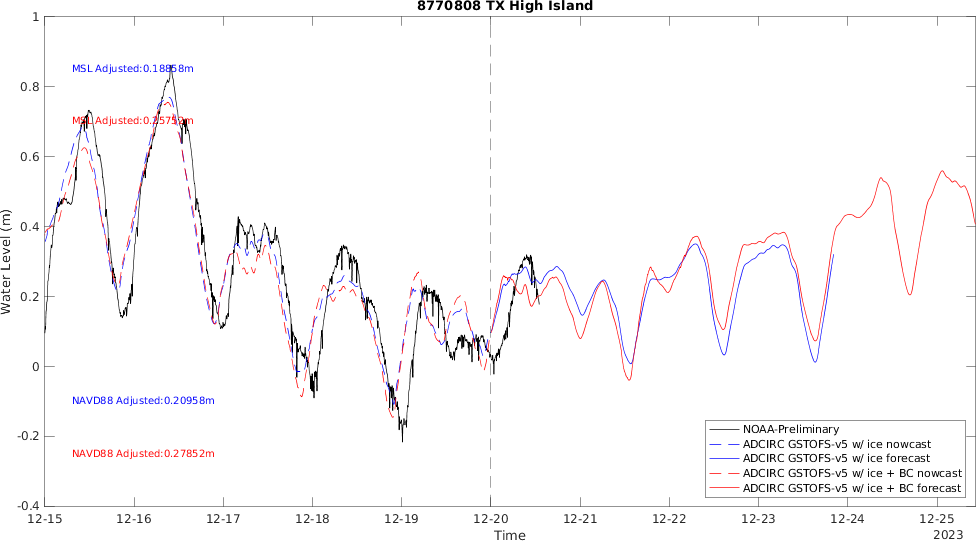 8770808 TX High Island
Water Level (m)
1
0.8
0.6
0.4
0.2
0
-0.2
-0.4
MSL Adjusted:0.18858m
MSL Adjusted:
NAVD88 Adjusted:0.20958m
NAVD88 Adjusted:0.27852m
NOAA-Preliminary
ADCIRC GSTOFS-v5 w/ ice nowcast
ADCIRC GSTOFS-v5 w/ ice forecast
ADCIRC GSTOFS-v5 w/ ice + BC nowcast
ADCIRC GSTOFS-v5 w/ ice + BC forecast
12-15 12-16 12-17 12-18 12-19 12-20 12-21 12-22 12-23 12-24 12-25
Time
2023